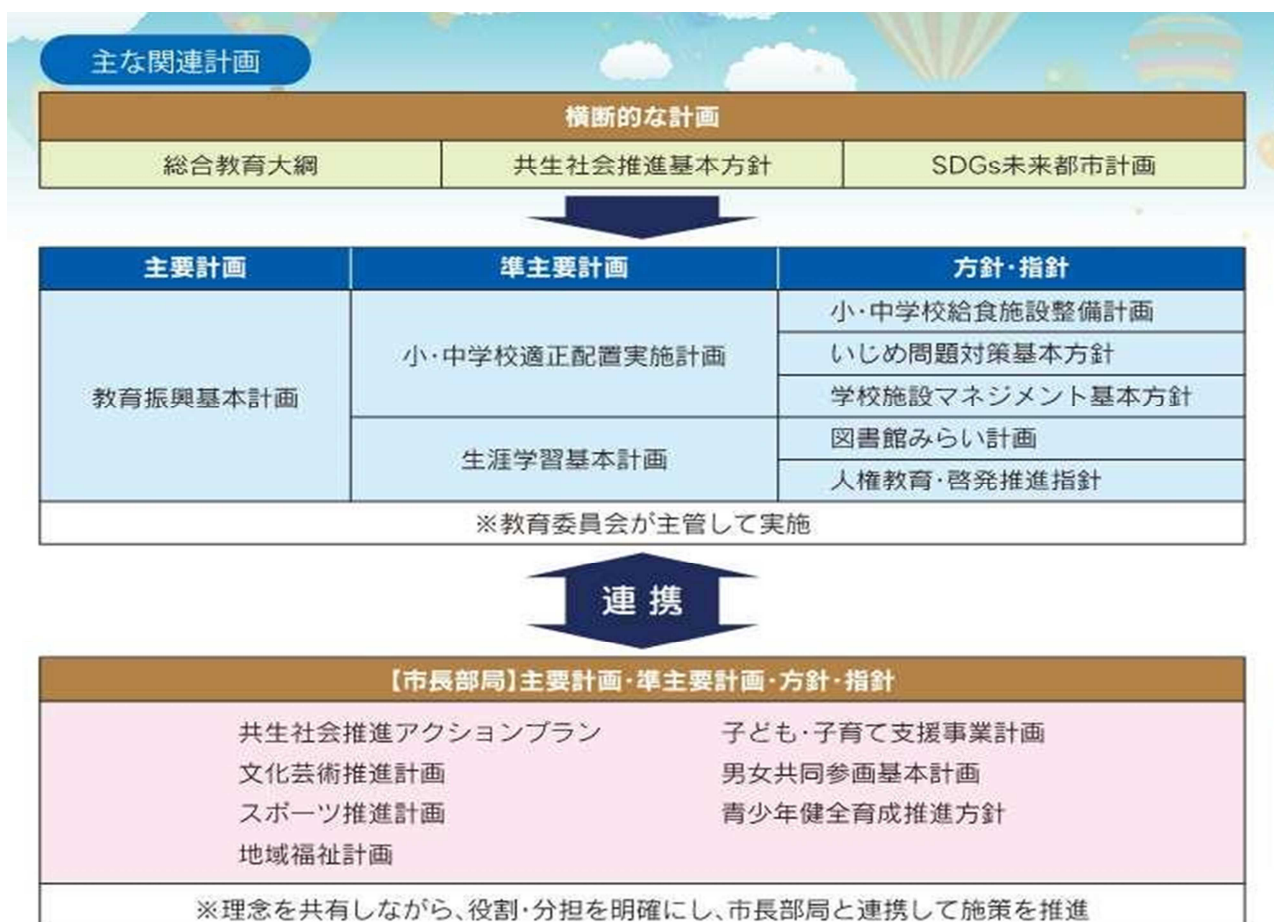 主な関連計画
横断的な計画
総合教育大綱 共生社会推進基本方針 SDGs未来都市計画
主要計画 準主要計画 方針・指針
教育振興基本計画
小・中学校適正配置実施計画
小・中学校給食施設整備計画
いじめ問題対策基本方針
学校施設マネジメント基本方針
生涯学習基本計画
図書館みらい計画
人権教育・啓発推進指針
※教育委員会が主管して実施
連携
【市長部局】主要計画・準主要計画・方針・指針
共生社会推進アクションプラン 子ども・子育て支援事業計画
文化芸術推進計画 男女共同参画基本計画
スポーツ推進計画 青少年健全育成推進方針
地域福祉計画
※理念を共有しながら、役割・分担を明確にし、市長部局と連携して施策を推進